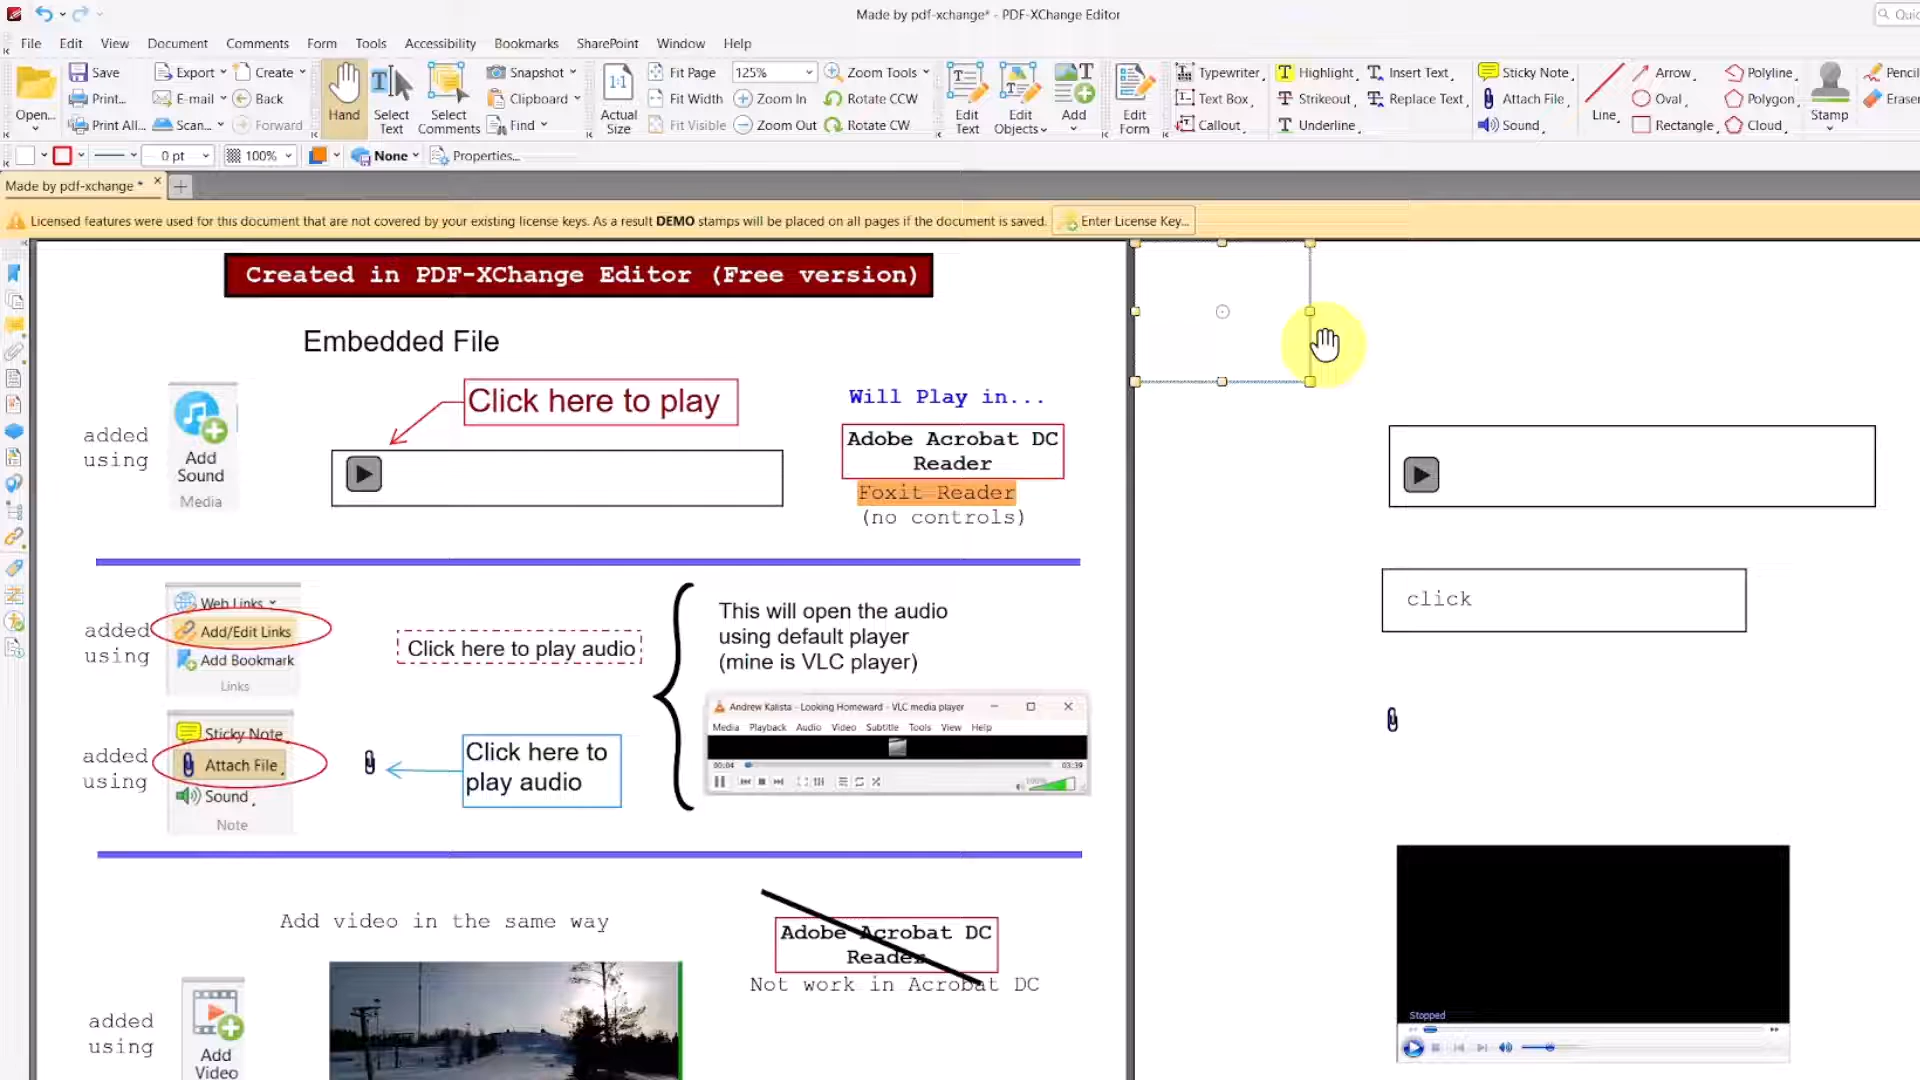 Made by pdf-xchange* - PDF-XChange Editor
File Edit View Document Comments Form Tools Accessibility Bookmarks SharePoint Window Help
Open...
Save
Print...
Print All...
Export
E-mail
Scan...
Create
Back
Forward
Hand
Select
Text
Select
Comments
Snapshot
Clipboard
Find
1:1
Actual
Size
Fit Page
Fit Width
Fit Visible
125%
Zoom In
Zoom Out
Zoom Tools
Rotate CCW
Rotate CW
Edit
Text
Edit
Objects
Add
Edit
Form
Typewriter
Text Box
Callout
Highlight
Strikeout
Underline
Insert Text
Replace Text
Sticky Note
Attach File
Sound
Line
Arrow
Oval
Rectangle
Polyline
Polygon
Cloud
Stamp
Pencil
0 pt
100%
None
Properties...
Made by pdf-xchange *
Licensed features were used for this document that are not covered by your existing license keys. As a result DEMO stamps will be placed on all pages if the document is saved.
Enter License Key...
Created in PDF-XChange Editor (Free version)
Embedded File
added
using
Add
Sound
Media
Click here to play
Will Play in...
Adobe Acrobat DC
Reader
Foxit Reader
(no controls)
added
using
Web Links
Add/Edit Links
Add Bookmark
Links
Click here to play audio
This will open the audio
using default player
(mine is VLC player)
Andrew Kalista - Looking Homeward - VLC media player
Media Playback Audio Video Subtitle Tools View Help
00:04
03:39
100%
added
using
Sticky Note
Attach File
Sound
Note
Click here to
play audio
Add video in the same way
Adobe Acrobat DC
Reader
Not work in Acrobat DC
added
using
Add
Video
click
Stopped